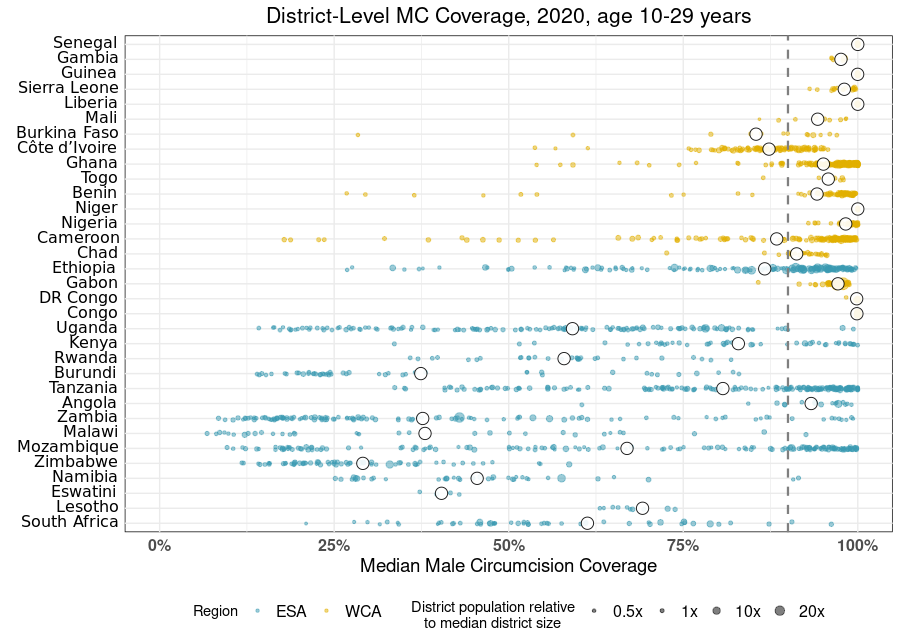 District-Level MC Coverage, 2020, age 10-29 years
Senegal
Gambia
Guinea
Sierra Leone
Liberia
Mali
Burkina Faso
Côte d’Ivoire
Ghana
Togo
Benin
Niger
Nigeria
Cameroon
Chad
Ethiopia
Gabon
DR Congo
Congo
Uganda
Kenya
Rwanda
Burundi
Tanzania
Angola
Zambia
Malawi
Mozambique
Zimbabwe
Namibia
Eswatini
Lesotho
South Africa
0% 25% 50% 75% 100%
Median Male Circumcision Coverage
Region ESA WCA District population relative to median district size 0.5x 1x 10x 20x